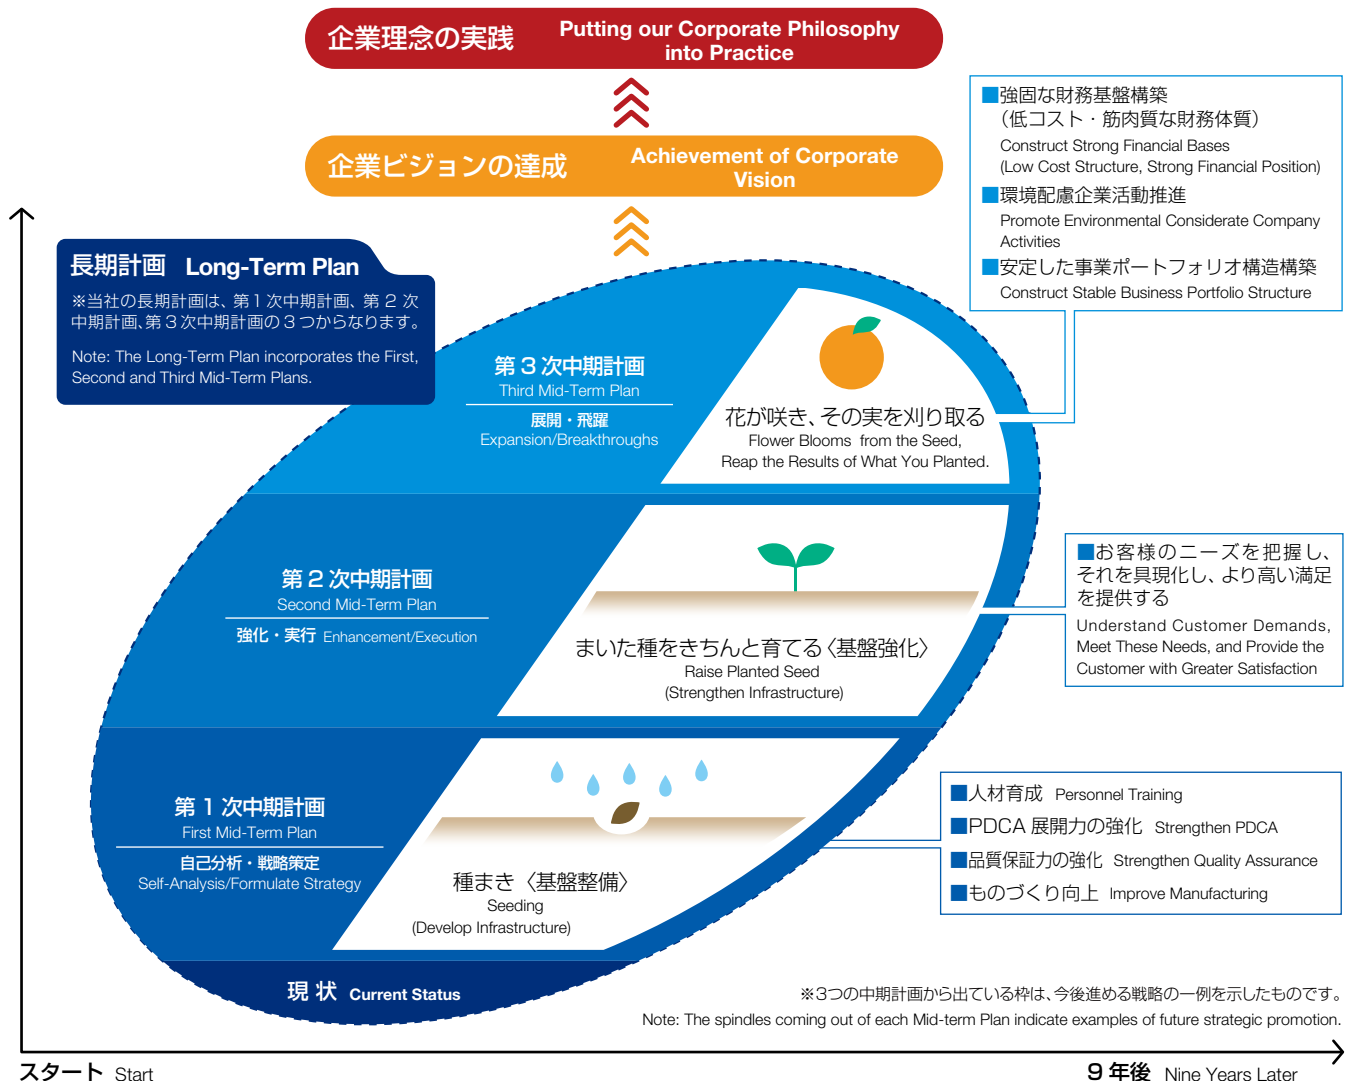 企業理念の実践
Putting our Corporate Philosophy
into Practice
企業ビジョンの達成
Achievement of Corporate
Vision
■強固な財務基盤構築
（低コスト・筋肉質な財務体質）
Construct Strong Financial Bases
(Low Cost Structure, Strong Financial Position)
■環境配慮企業活動推進
Promote Environmental Considerate Company
Activities
■安定した事業ポートフォリオ構造構築
Construct Stable Business Portfolio Structure
長期計画 Long-Term Plan
※当社の長期計画は、第１次中期計画、第２次
中期計画、第３次中期計画の３つからなります。
Note: The Long-Term Plan incorporates the First,
Second and Third Mid-Term Plans.
第３次中期計画
Third Mid-Term Plan
展開・飛躍
Expansion/Breakthroughs
花が咲き、その実を刈り取る
Flower Blooms from the Seed,
Reap the Results of What You Planted.
第２次中期計画
Second Mid-Term Plan
強化・実行 Enhancement/Execution
まいた種をきちんと育てる〈基盤強化〉
Raise Planted Seed
(Strengthen Infrastructure)
■お客様のニーズを把握し、
それを具現化し、より高い満足
を提供する
Understand Customer Demands,
Meet These Needs, and Provide the
Customer with Greater Satisfaction
第１次中期計画
First Mid-Term Plan
自己分析・戦略策定
Self-Analysis/Formulate Strategy
種まき〈基盤整備〉
Seeding
(Develop Infrastructure)
■人材育成 Personnel Training
■PDCA 展開力の強化 Strengthen PDCA
■品質保証力の強化 Strengthen Quality Assurance
■ものづくり向上 Improve Manufacturing
現 状 Current Status
※3つの中期計画から出ている枠は、今後進める戦略の一例を示したものです。
Note: The spindles coming out of each Mid-term Plan indicate examples of future strategic promotion.
スタート Start
9 年後 Nine Years Later